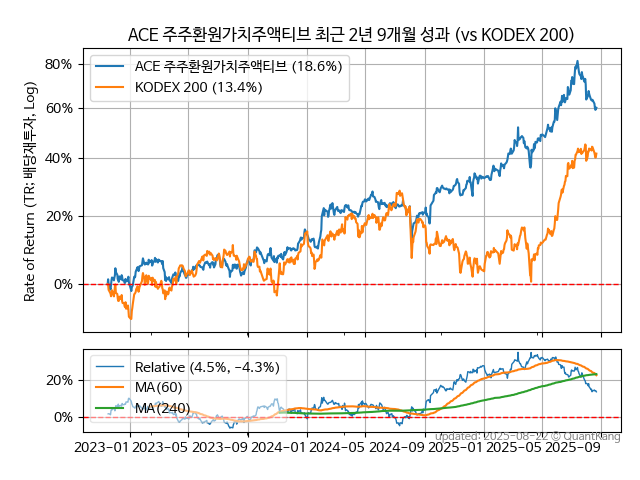 ACE 주주환원가치주액티브 최근 2년 9개월 성과 (vs KODEX 200)
Rate of Return (TR: 배당재투자, Log)
80%
60%
40%
20%
0%
ACE 주주환원가치주액티브 (18.6%)
KODEX 200 (13.4%)
20%
0%
Relative (4.5%, −4.3%)
MA(60)
MA(240)
2023−01
2023−05
2023−09
2024−01
2024−05
2024−09
2025−01
2025−05
2025−09
updated: 2025−08−22 © QuantKang